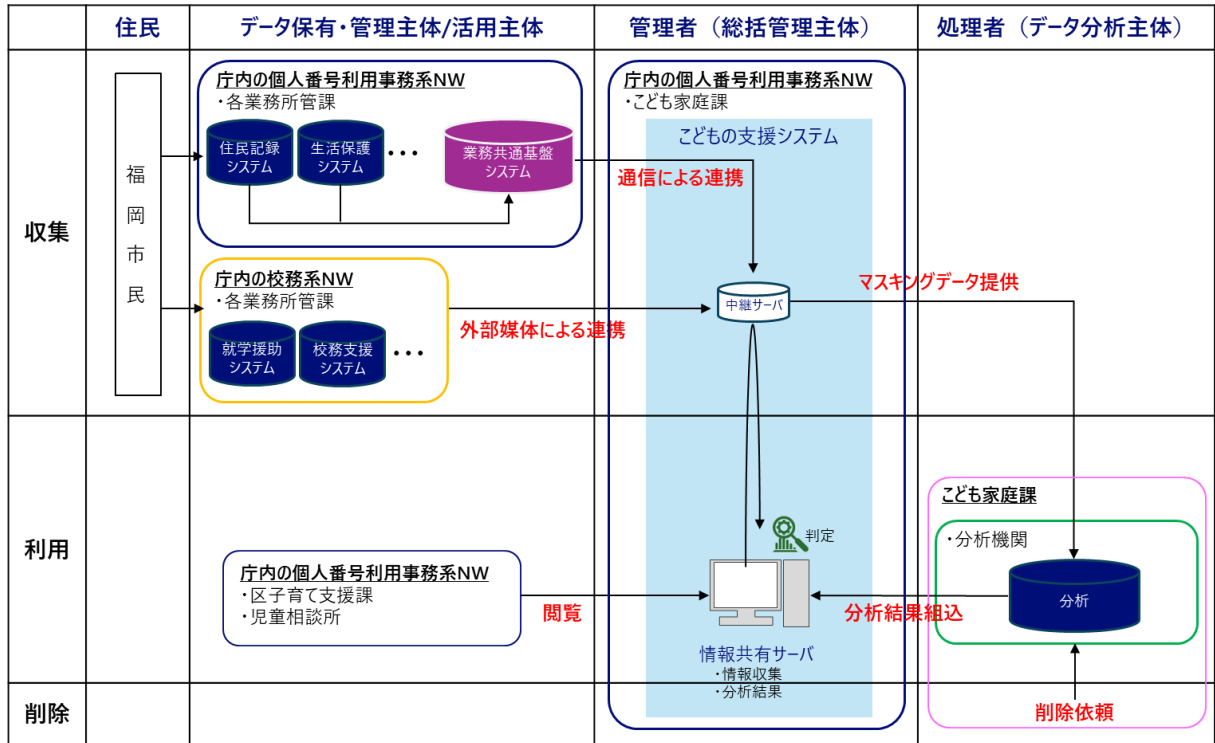 住民
データ保有・管理主体/活用主体
管理者（総括管理主体）
処理者（データ分析主体）
収集
福岡市民
庁内の個人番号利用事務系NW
・各業務所管課
住民記録
システム
生活保護
システム
・・・
業務共通基盤
システム
庁内の校務系NW
・各業務所管課
就学援助
システム
校務支援
システム
・・・
庁内の個人番号利用事務系NW
・こども家庭課
こどもの支援システム
通信による連携
外部媒体による連携
中継サーバ
マスキングデータ提供
利用
庁内の個人番号利用事務系NW
・区子育て支援課
・児童相談所
閲覧
判定
情報共有サーバ
・情報収集
・分析結果
分析結果組込
こども家庭課
・分析機関
分析
削除
削除依頼